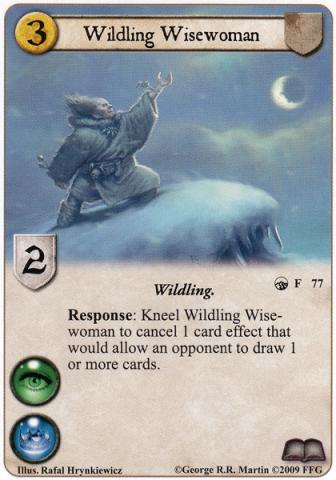 3 Wildling Wisewoman
2
Wildling.
F 77
Response: Kneel Wildling Wise-
woman to cancel 1 card effect that
would allow an opponent to draw 1
or more cards.
Illus. Rafal Hrynkiewicz ©George R.R. Martin ©2009 FFG